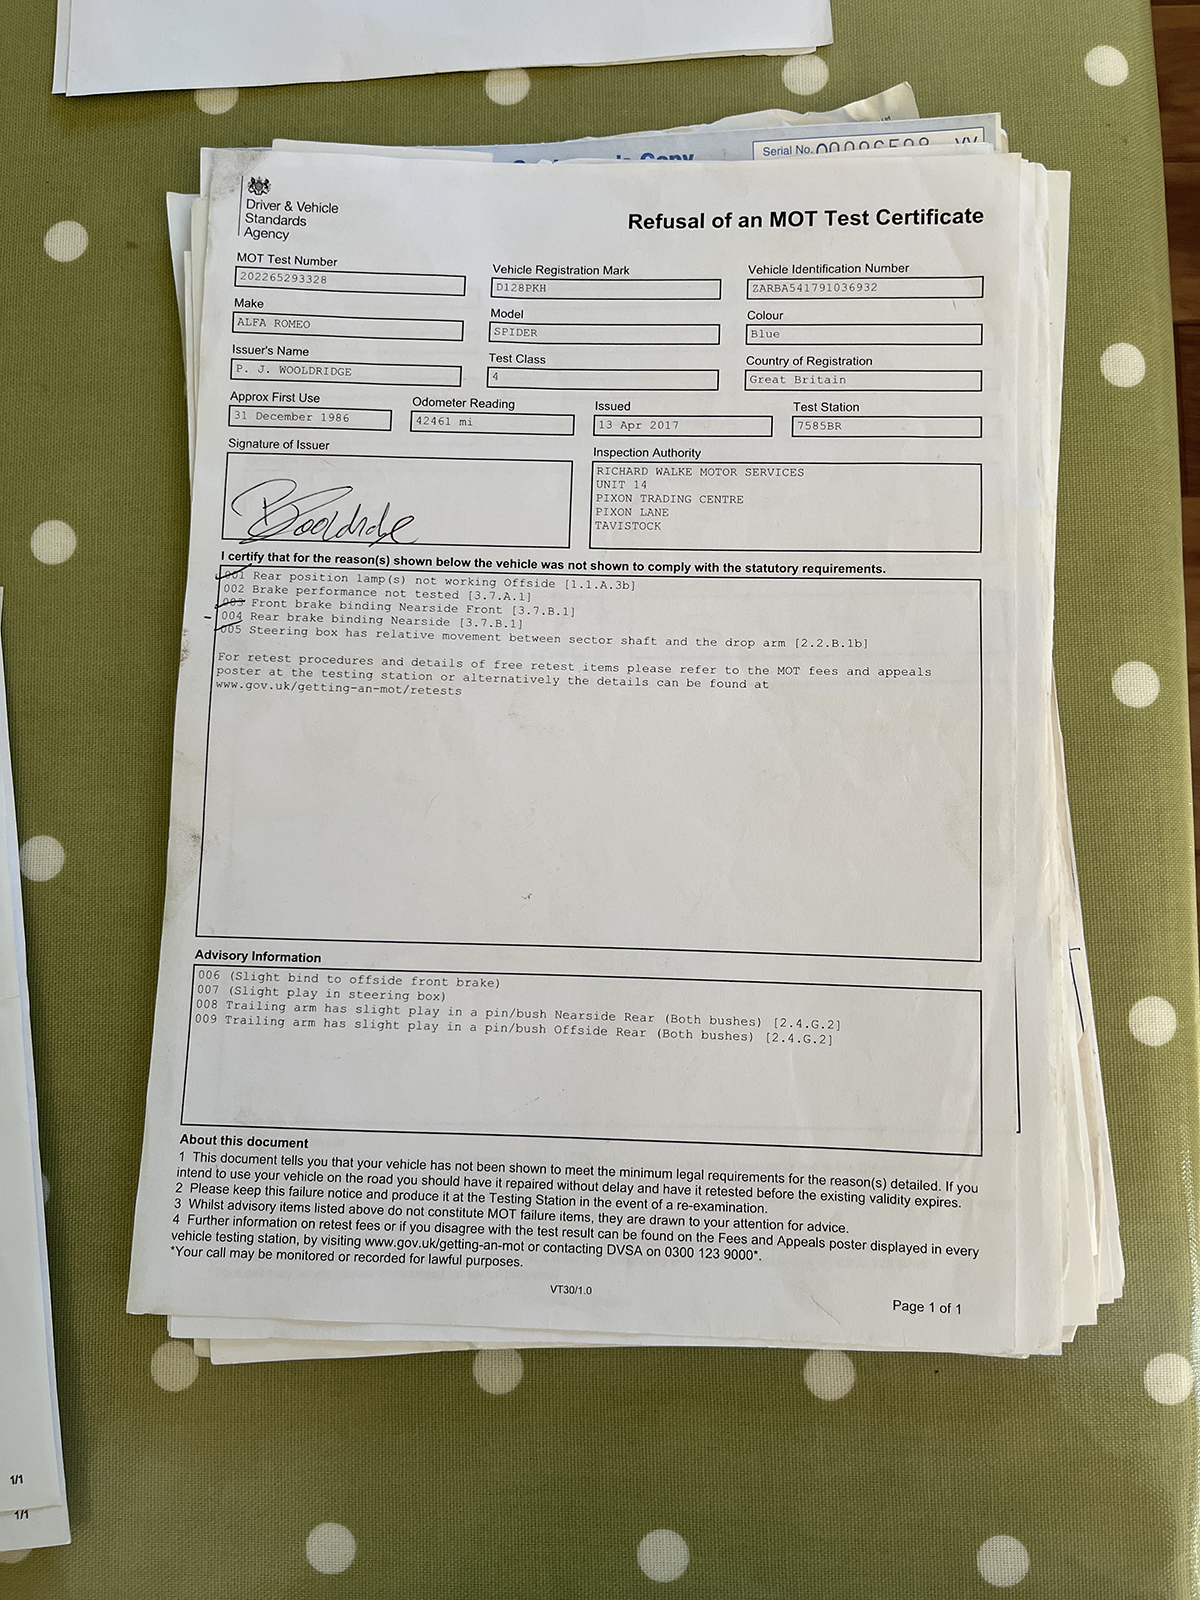 Serial No.
Driver & Vehicle
Standards
Agency
Refusal of an MOT Test Certificate
MOT Test Number
202265293328
Vehicle Registration Mark
D128PKH
Vehicle Identification Number
ZARBA541791036932
Make
ALFA ROMEO
Model
SPIDER
Colour
Blue
Issuer's Name
P. J. WOOLDRIDGE
Test Class
4
Country of Registration
Great Britain
Approx First Use
31 December 1986
Odometer Reading
42461 mi
Issued
13 Apr 2017
Test Station
7585BR
Signature of Issuer
Inspection Authority
RICHARD WALKE MOTOR SERVICES
UNIT 14
PIXON TRADING CENTRE
PIXON LANE
TAVISTOCK
I certify that for the reason(s) shown below the vehicle was not shown to comply with the statutory requirements.
001 Rear position lamp(s) not working Offside [1.1.A.3b]
002 Brake performance not tested [3.7.A.1]
003 Front brake binding Nearside Front [3.7.B.1]
004 Rear brake binding Nearside [3.7.B.1]
005 Steering box has relative movement between sector shaft and the drop arm [2.2.B.1b]
For retest procedures and details of free retest items please refer to the MOT fees and appeals
poster at the testing station or alternatively the details can be found at
www.gov.uk/getting-an-mot/retests
Advisory Information
006 (Slight bind to offside front brake)
007 (Slight play in steering box)
008 Trailing arm has slight play in a pin/bush Nearside Rear (Both bushes) [2.4.G.2]
009 Trailing arm has slight play in a pin/bush Offside Rear (Both bushes) [2.4.G.2]
About this document
1 This document tells you that your vehicle has not been shown to meet the minimum legal requirements for the reason(s) detailed. If you
intend to use your vehicle on the road you should have it repaired without delay and have it retested before the existing validity expires.
2 Please keep this failure notice and produce it at the Testing Station in the event of a re-examination.
3 Whilst advisory items listed above do not constitute MOT failure items, they are drawn to your attention for advice.
4 Further information on retest fees or if you disagree with the test result can be found on the Fees and Appeals poster displayed in every
vehicle testing station, by visiting www.gov.uk/getting-an-mot or contacting DVSA on 0300 123 9000*.
*Your call may be monitored or recorded for lawful purposes.
VT30/1.0
Page 1 of 1
1/1
1/1